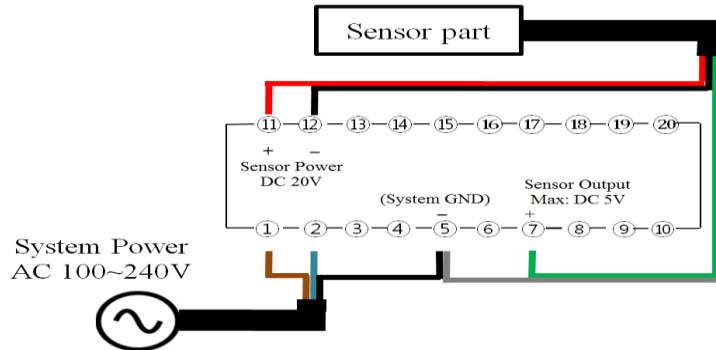 Sensor part
11 12 13 14 15 16 17 18 19 20
+ −
Sensor Power
DC 20V
Sensor Output
Max: DC 5V
(System GND)
− +
1 2 3 4 5 6 7 8 9 10
System Power
AC 100~240V